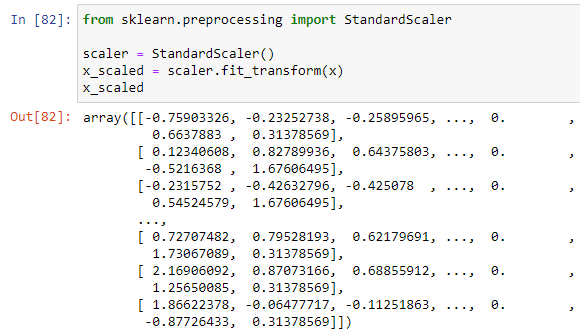 In [82]: from sklearn.preprocessing import StandardScaler
scaler = StandardScaler()
x_scaled = scaler.fit_transform(x)
x_scaled
Out[82]: array([[-0.75903326, -0.23252738, -0.25895965, ..., 0. ,
0.6637883 , 0.31378569],
[ 0.12340608, 0.82789936, 0.64375803, ..., 0. ,
-0.5216368 , 1.67606495],
[-0.2315752 , -0.42632796, -0.425078 , ..., 0. ,
0.54524579, 1.67606495],
...,
[ 0.72707482, 0.79528193, 0.62179691, ..., 0. ,
1.73067089, 0.31378569],
[ 2.16906092, 0.87073166, 0.68855912, ..., 0. ,
1.25650085, 0.31378569],
[ 1.86622378, -0.06477717, -0.11251863, ..., 0. ,
-0.87726433, 0.31378569]])